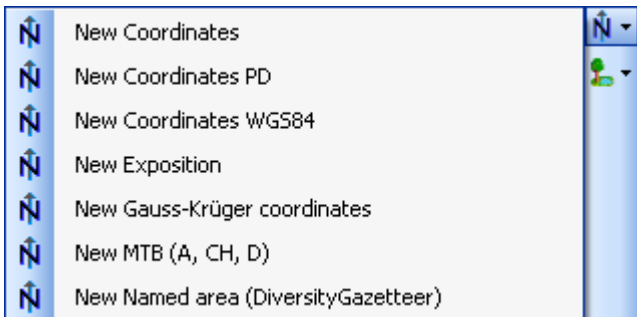 New Coordinates
New Coordinates PD
New Coordinates WGS84
New Exposition
New Gauss-Krüger coordinates
New MTB (A, CH, D)
New Named area (DiversityGazetteer)